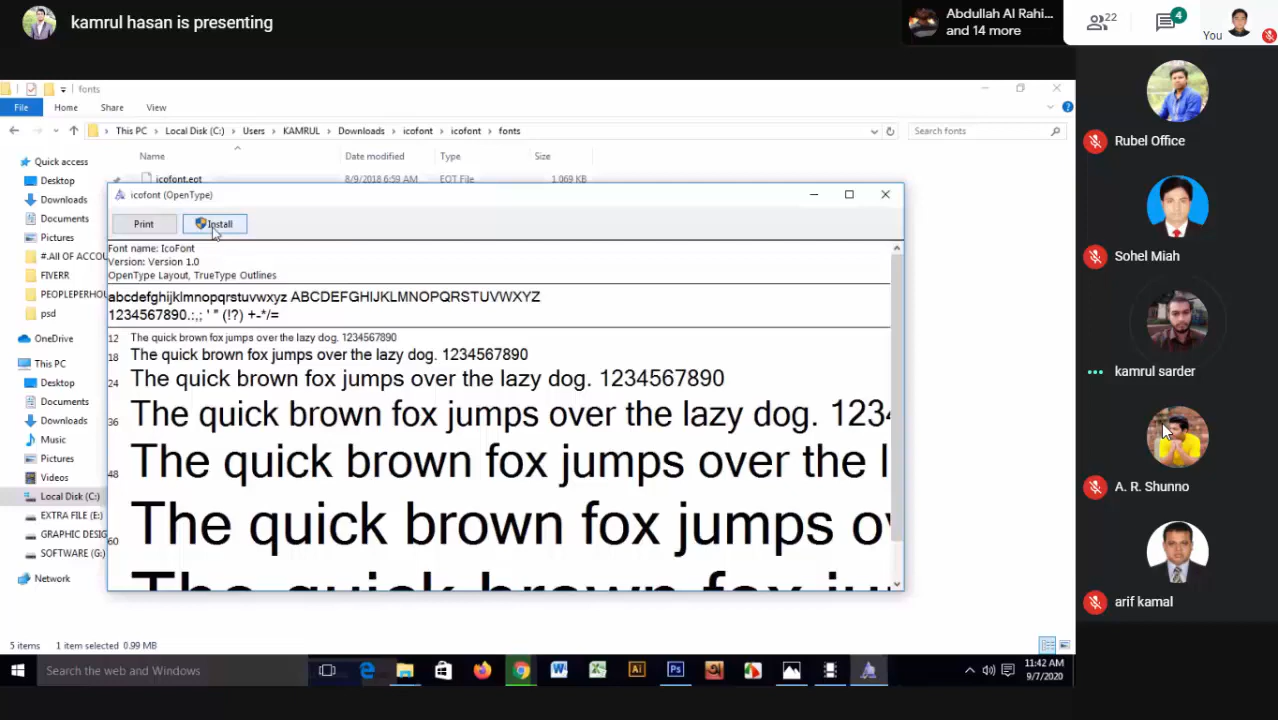 kamrul hasan is presenting
Abdullah Al Rahi...
and 14 more
22
4
You
fonts
File Home Share View
This PC Local Disk (C:) Users KAMRUL Downloads icofont icofont fonts
Search fonts
Name Date modified Type Size
icofont.eot 8/9/2018 6:59 AM EOT File 1,069 KB
Quick access
Desktop
Downloads
Documents
Pictures
#.All OF ACCOU
FIVERR
PEOPLEPERHOU
psd
OneDrive
This PC
Desktop
Documents
Downloads
Music
Pictures
Videos
Local Disk (C:)
EXTRA FILE (E:)
GRAPHIC DESIG
SOFTWARE (G:)
Network
icofont (OpenType)
Print Install
Font name: IcoFont
Version: Version 1.0
OpenType Layout, TrueType Outlines
abcdefghijklmnopqrstuvwxyz ABCDEFGHIJKLMNOPQRSTUVWXYZ
1234567890.:,; ' " (!?) +-*/=
12 The quick brown fox jumps over the lazy dog. 1234567890
18 The quick brown fox jumps over the lazy dog. 1234567890
24 The quick brown fox jumps over the lazy dog. 1234567890
36 The quick brown fox jumps over the lazy dog. 1234
48 The quick brown fox jumps over the l
60 The quick brown fox jumps ov
The quick brown fox ju
5 items 1 item selected 0.99 MB
Search the web and Windows
11:42 AM
9/7/2020
Rubel Office
Sohel Miah
kamrul sarder
A. R. Shunno
arif kamal